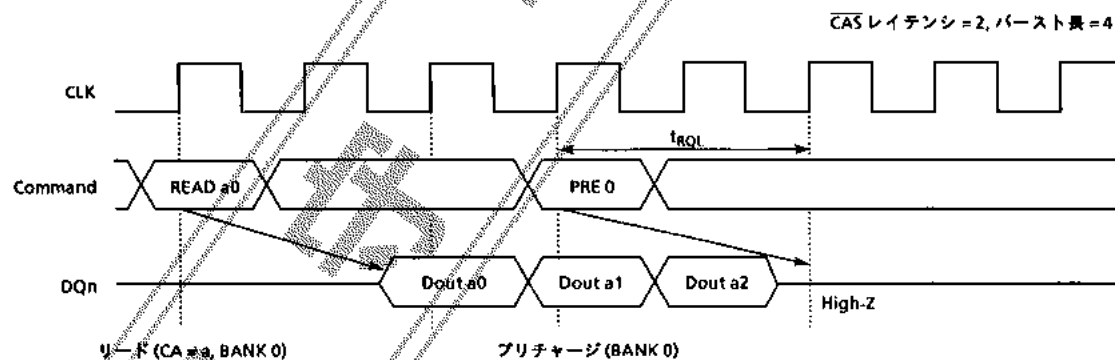 CAS レイテンシ = 2, バースト長 = 4
CLK
tRQL
Command
READ a0
PRE 0
DQn
Dout a0
Dout a1
Dout a2
High-Z
リード (CA = a, BANK 0)
プリチャージ (BANK 0)